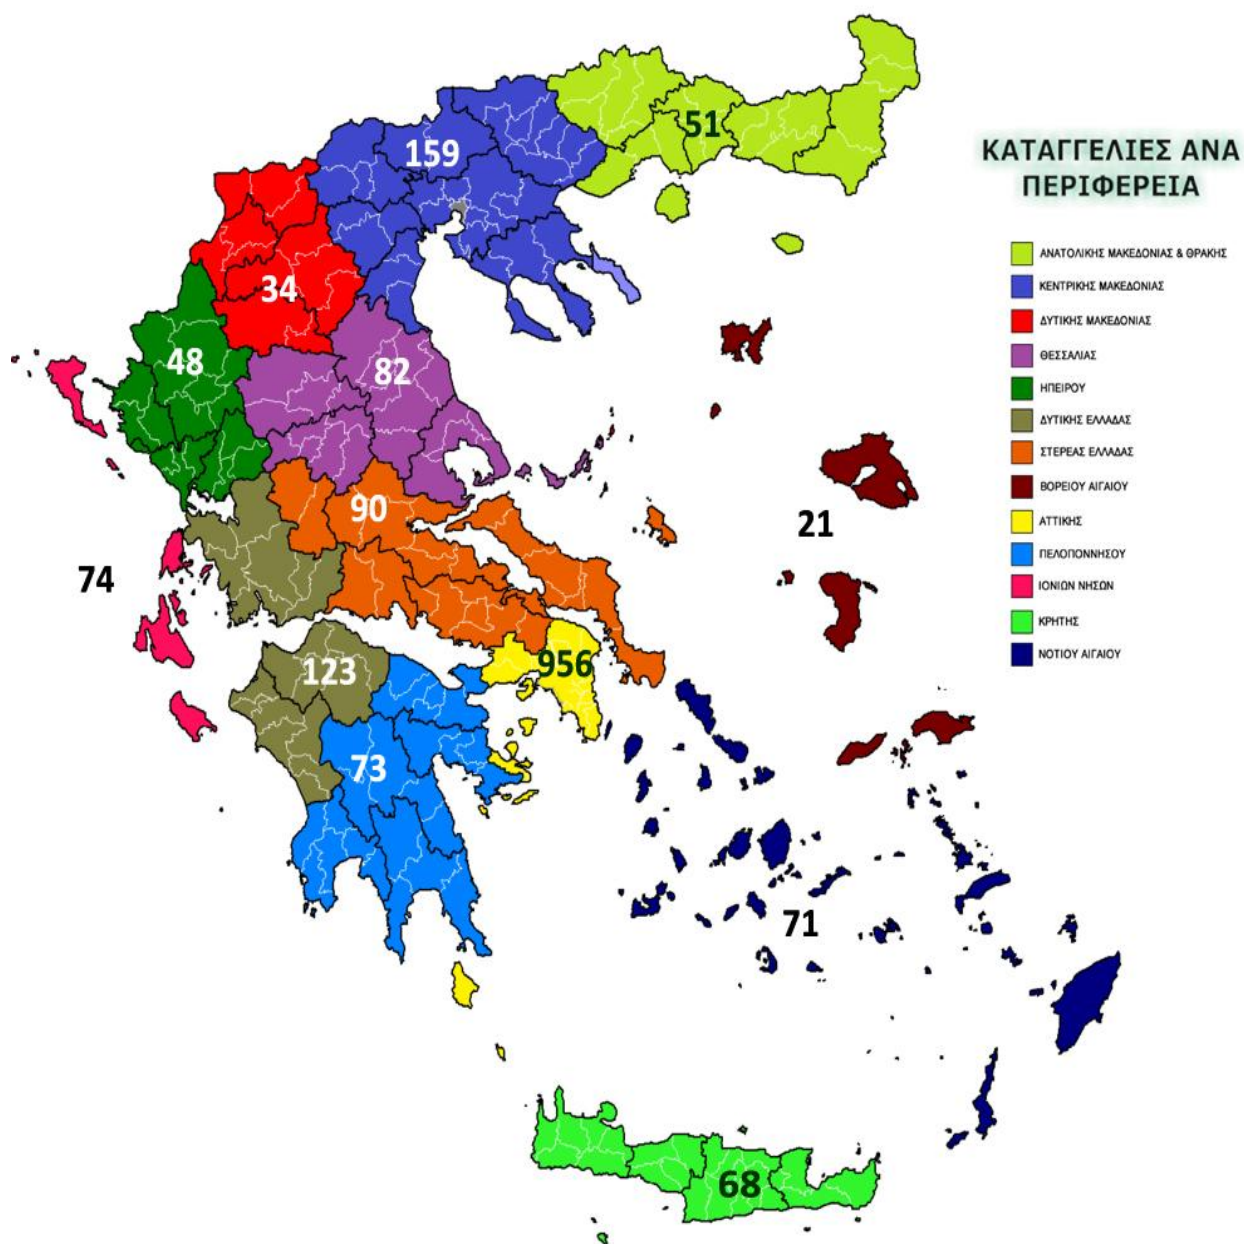 51
159
ΚΑΤΑΓΓΕΛΙΕΣ ΑΝΑ
ΠΕΡΙΦΕΡΕΙΑ
ΑΝΑΤΟΛΙΚΗΣ ΜΑΚΕΔΟΝΙΑΣ & ΘΡΑΚΗΣ
ΚΕΝΤΡΙΚΗΣ ΜΑΚΕΔΟΝΙΑΣ
ΔΥΤΙΚΗΣ ΜΑΚΕΔΟΝΙΑΣ
ΘΕΣΣΑΛΙΑΣ
ΗΠΕΙΡΟΥ
ΔΥΤΙΚΗΣ ΕΛΛΑΔΑΣ
ΣΤΕΡΕΑΣ ΕΛΛΑΔΑΣ
ΒΟΡΕΙΟΥ ΑΙΓΑΙΟΥ
ΑΤΤΙΚΗΣ
ΠΕΛΟΠΟΝΝΗΣΟΥ
ΙΟΝΙΩΝ ΝΗΣΩΝ
ΚΡΗΤΗΣ
ΝΟΤΙΟΥ ΑΙΓΑΙΟΥ
34
48
82
90
21
74
123
956
73
71
68